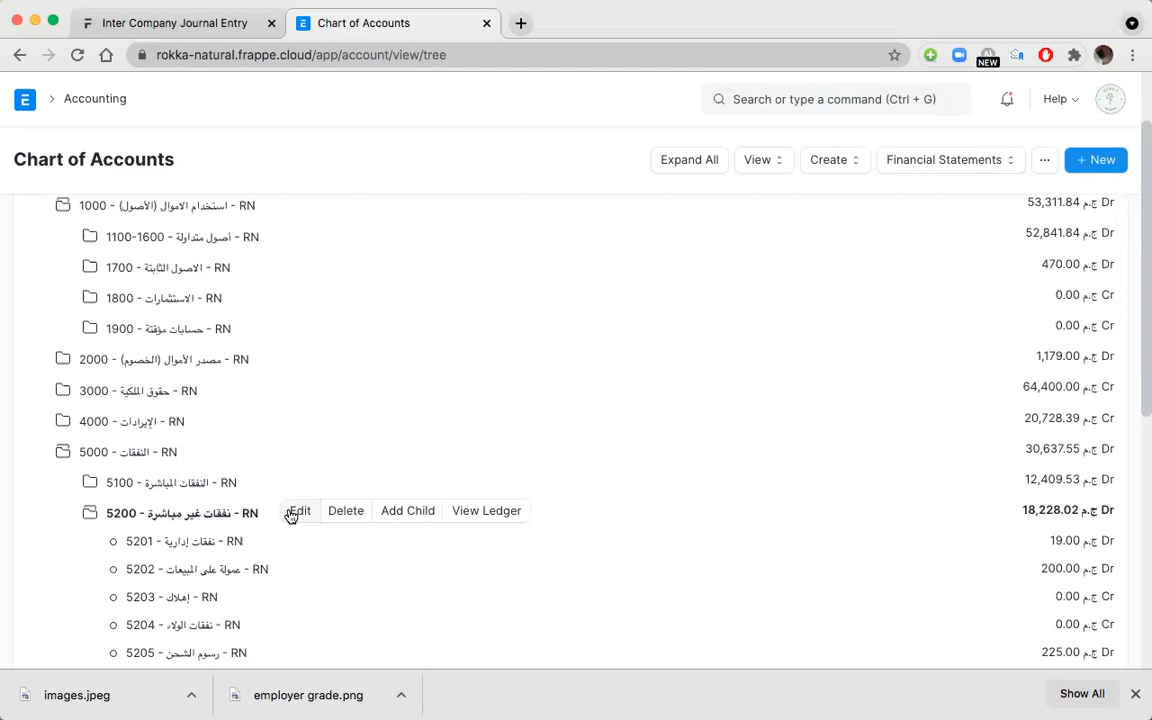 Inter Company Journal Entry
Chart of Accounts
rokka-natural.frappe.cloud/app/account/view/tree
NEW
E
Accounting
Search or type a command (Ctrl + G)
Help
Chart of Accounts
Expand All
View
Create
Financial Statements
...
+ New
1000 - استخدام الاموال (الأصول) - RN
ج.م 53,311.84 Dr
1100-1600 - أصول متداولة - RN
ج.م 52,841.84 Dr
1700 - الاصول الثابتة - RN
ج.م 470.00 Dr
1800 - الاستثمارات - RN
ج.م 0.00 Cr
1900 - حسابات مؤقتة - RN
ج.م 0.00 Cr
2000 - مصدر الأموال (الخصوم) - RN
ج.م 1,179.00 Dr
3000 - حقوق الملكية - RN
ج.م 64,400.00 Cr
4000 - الإيرادات - RN
ج.م 20,728.39 Cr
5000 - النفقات - RN
ج.م 30,637.55 Dr
5100 - النفقات المباشرة - RN
ج.م 12,409.53 Dr
5200 - نفقات غير مباشرة - RN
Edit
Delete
Add Child
View Ledger
ج.م 18,228.02 Dr
5201 - نفقات إدارية - RN
ج.م 19.00 Dr
5202 - عمولة على المبيعات - RN
ج.م 200.00 Dr
5203 - إهلاك - RN
ج.م 0.00 Cr
5204 - نفقات الولاء - RN
ج.م 0.00 Cr
5205 - رسوم الشحن - RN
ج.م 225.00 Dr
images.jpeg
employer grade.png
Show All